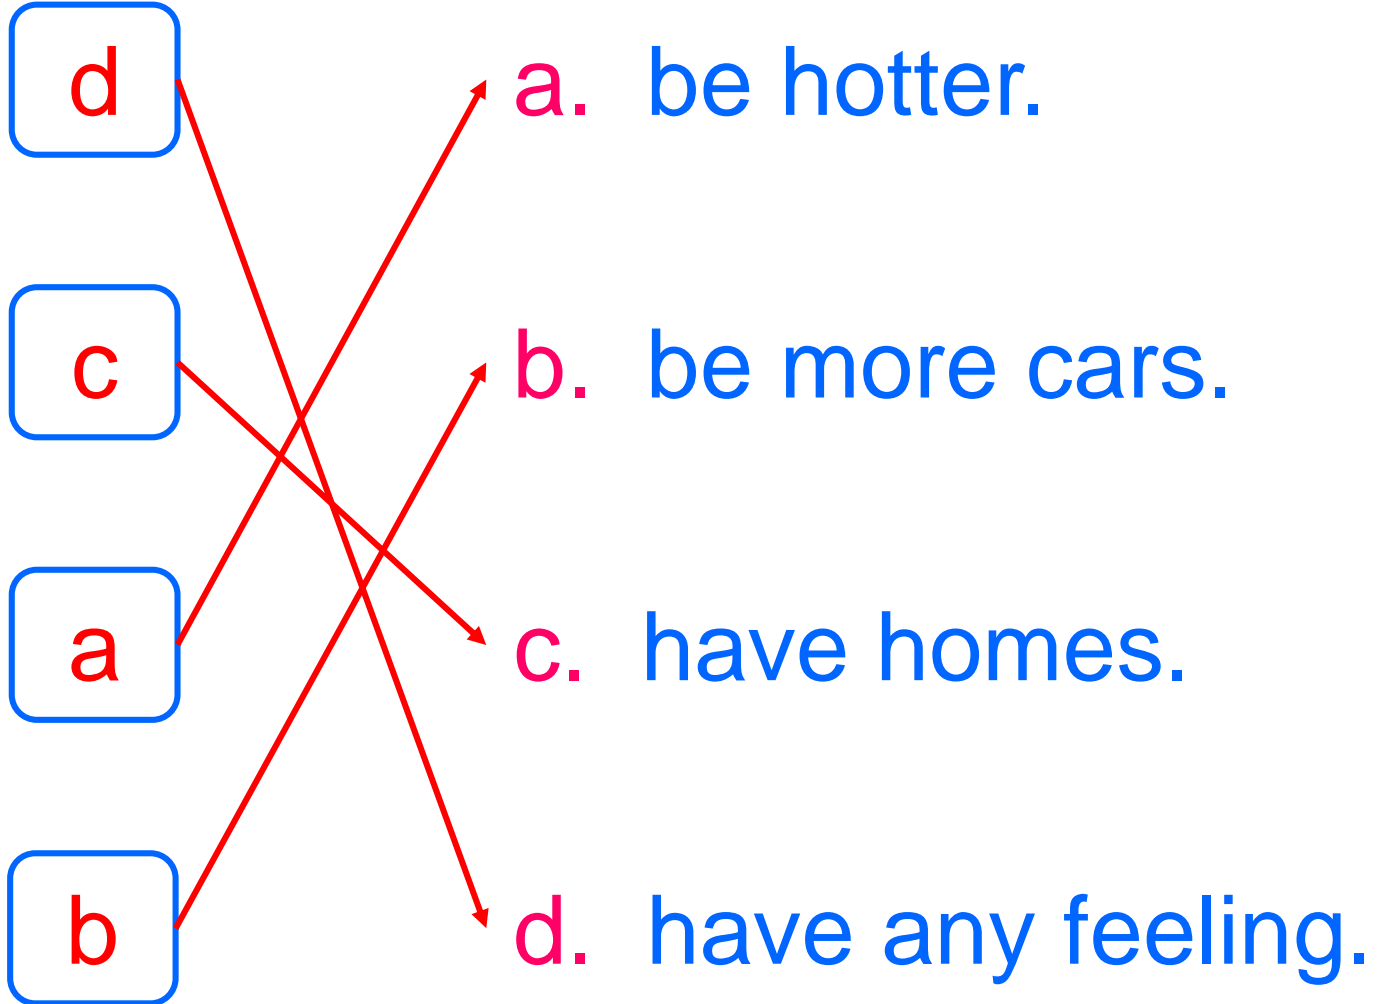 d a. be hotter.
c b. be more cars.
a c. have homes.
b d. have any feeling.